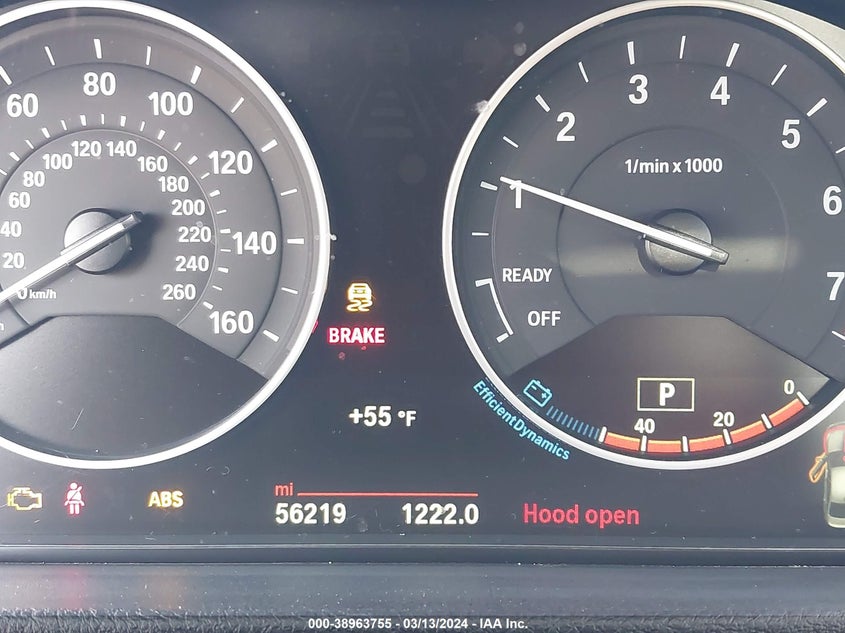 60 80 100 120 140 160
20 40 60 80 100 120 140 160 180 200 220 240 260
km/h
1 2 3 4 5 6 7
1/min x 1000
READY
OFF
BRAKE
+55 °F
P
40 20 0
EfficientDynamics
ABS
mi
56219 1222.0
Hood open
000-38963755 - 03/13/2024 - IAA Inc.